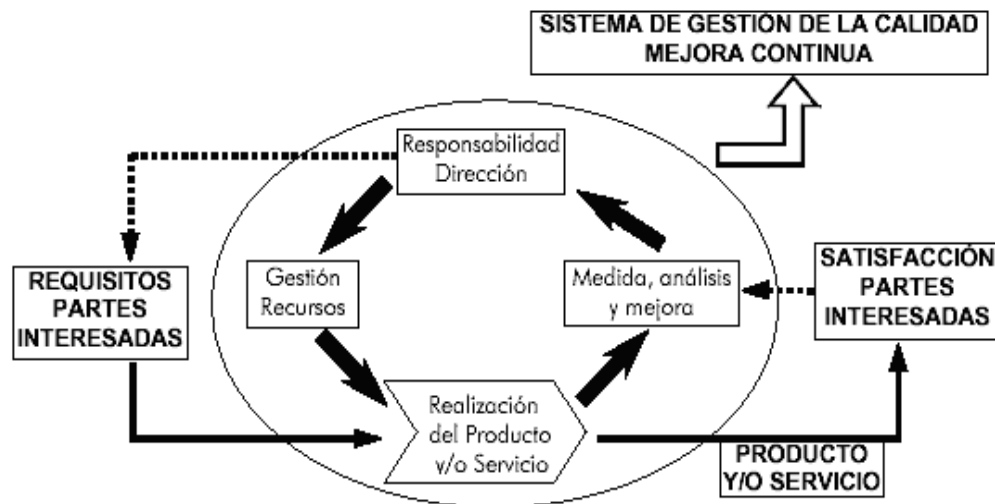 SISTEMA DE GESTIÓN DE LA CALIDAD
MEJORA CONTINUA
Responsabilidad
Dirección
REQUISITOS
PARTES
INTERESADAS
Gestión
Recursos
Medida, análisis
y mejora
SATISFACCIÓN
PARTES
INTERESADAS
Realización
del Producto
y/o Servicio
PRODUCTO
Y/O SERVICIO